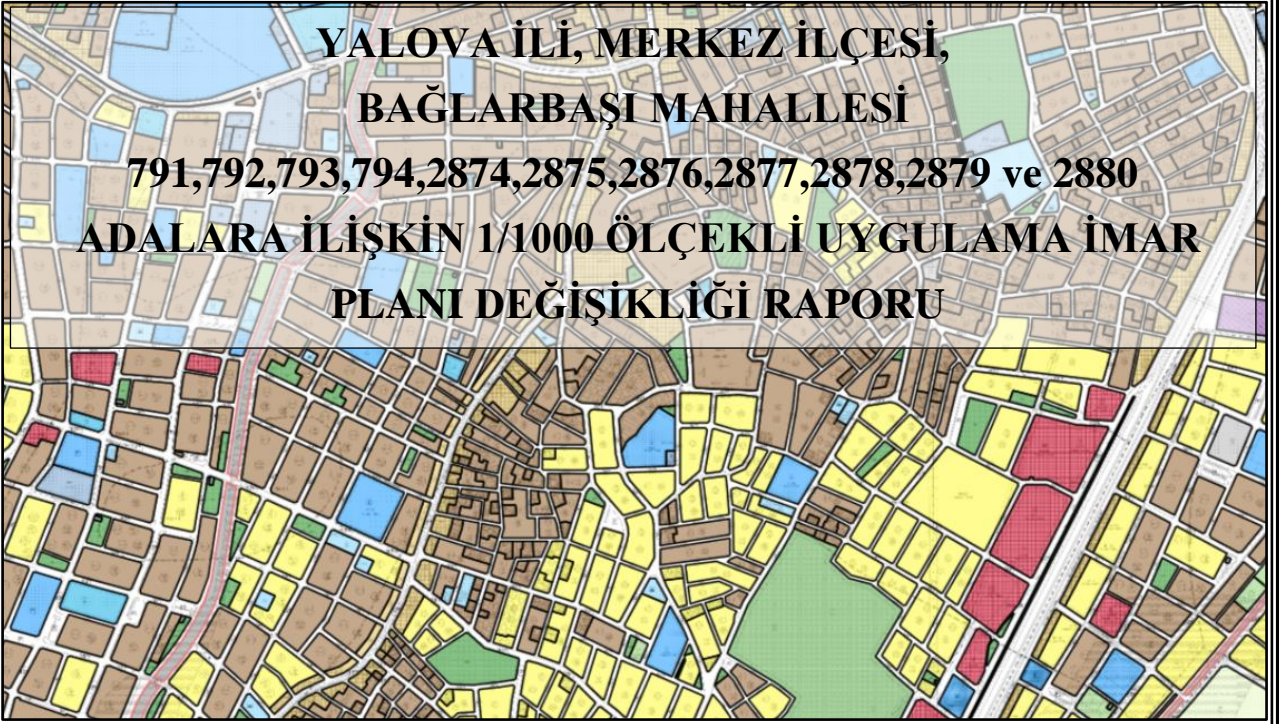 YALOVA İLİ, MERKEZ İLÇESİ,
BAĞLARBAŞI MAHALLESİ
791,792,793,794,2874,2875,2876,2877,2878,2879 ve 2880
ADALARA İLİŞKİN 1/1000 ÖLÇEKLİ UYGULAMA İMAR
PLANI DEĞİŞİKLİĞİ RAPORU